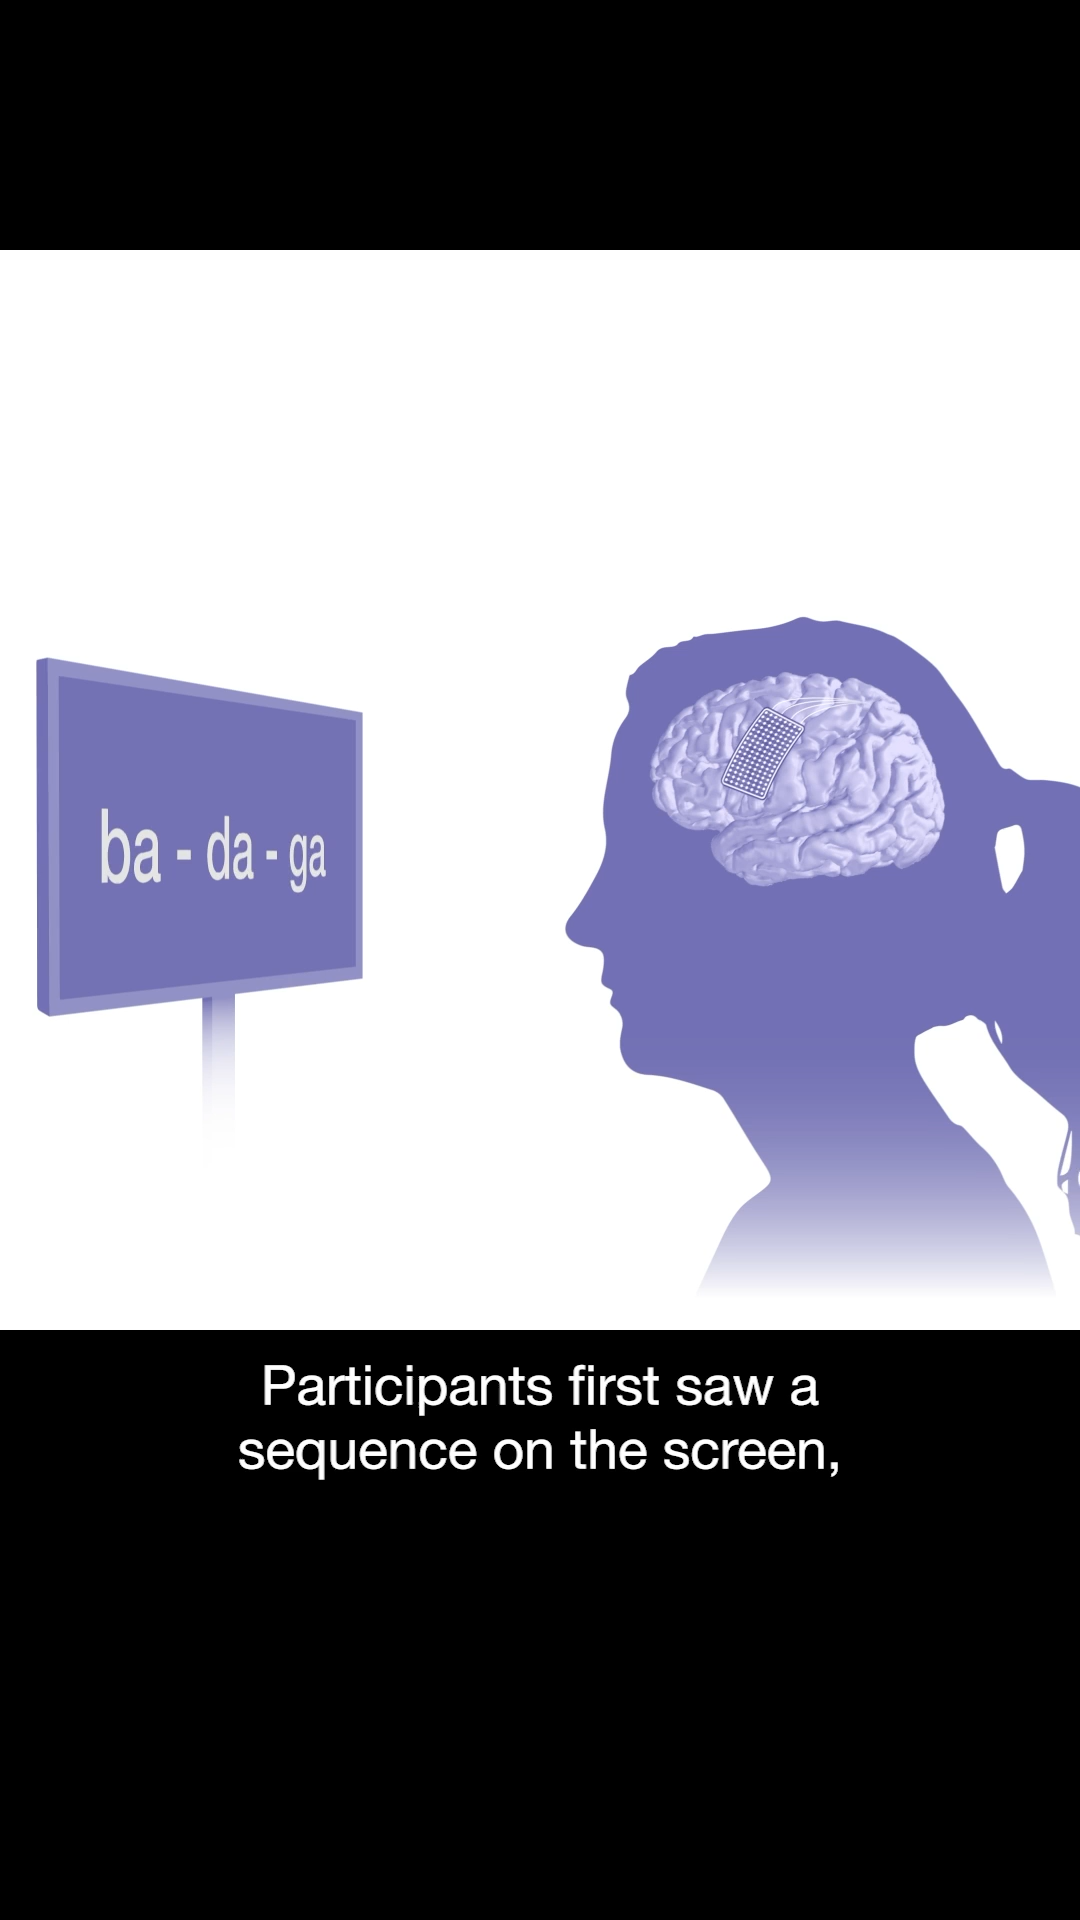 ba - da - ga
Participants first saw a
sequence on the screen,